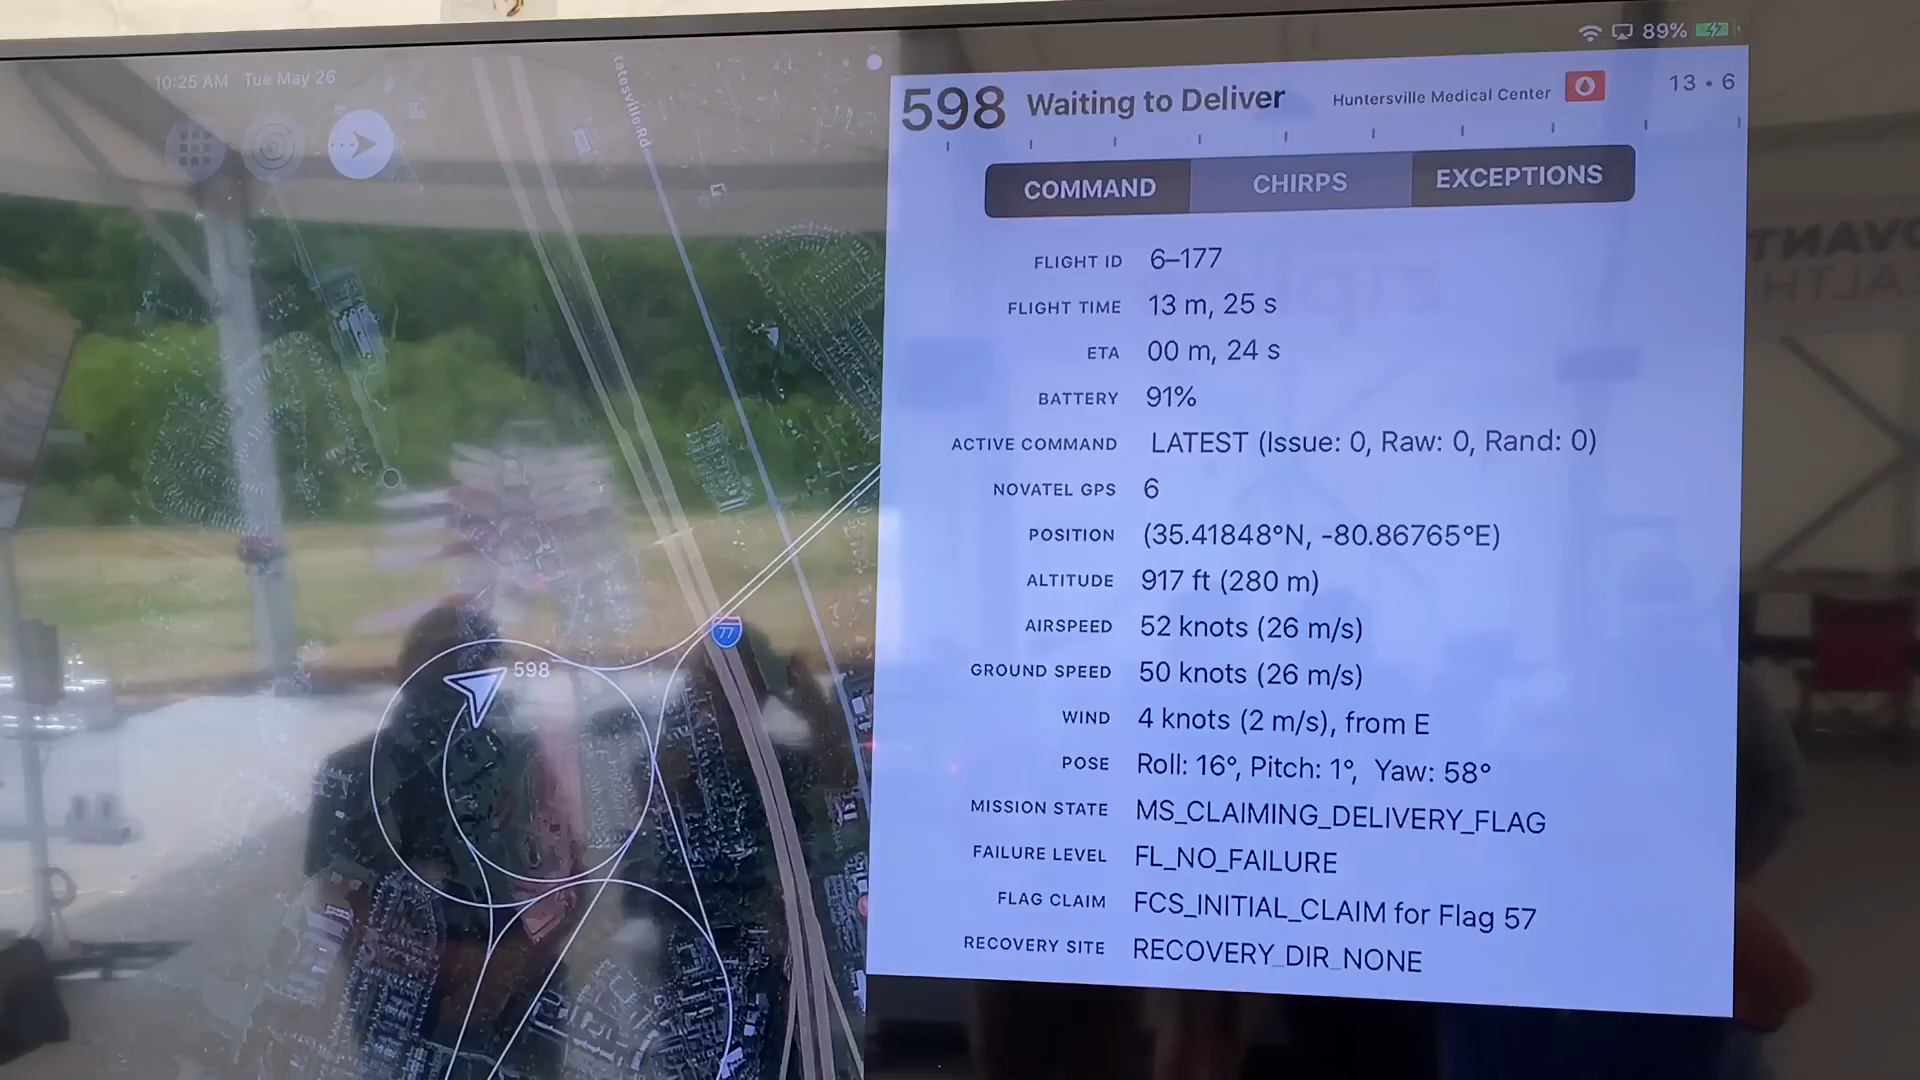 89%
10:25 AM Tue May 26
598 Waiting to Deliver Huntersville Medical Center 13 • 6
COMMAND CHIRPS EXCEPTIONS
FLIGHT ID 6–177
FLIGHT TIME 13 m, 25 s
ETA 00 m, 24 s
BATTERY 91%
ACTIVE COMMAND LATEST (Issue: 0, Raw: 0, Rand: 0)
NOVATEL GPS 6
POSITION (35.41848°N, -80.86765°E)
ALTITUDE 917 ft (280 m)
AIRSPEED 52 knots (26 m/s)
GROUND SPEED 50 knots (26 m/s)
WIND 4 knots (2 m/s), from E
POSE Roll: 16°, Pitch: 1°, Yaw: 58°
MISSION STATE MS_CLAIMING_DELIVERY_FLAG
FAILURE LEVEL FL_NO_FAILURE
FLAG CLAIM FCS_INITIAL_CLAIM for Flag 57
RECOVERY SITE RECOVERY_DIR_NONE
77
598